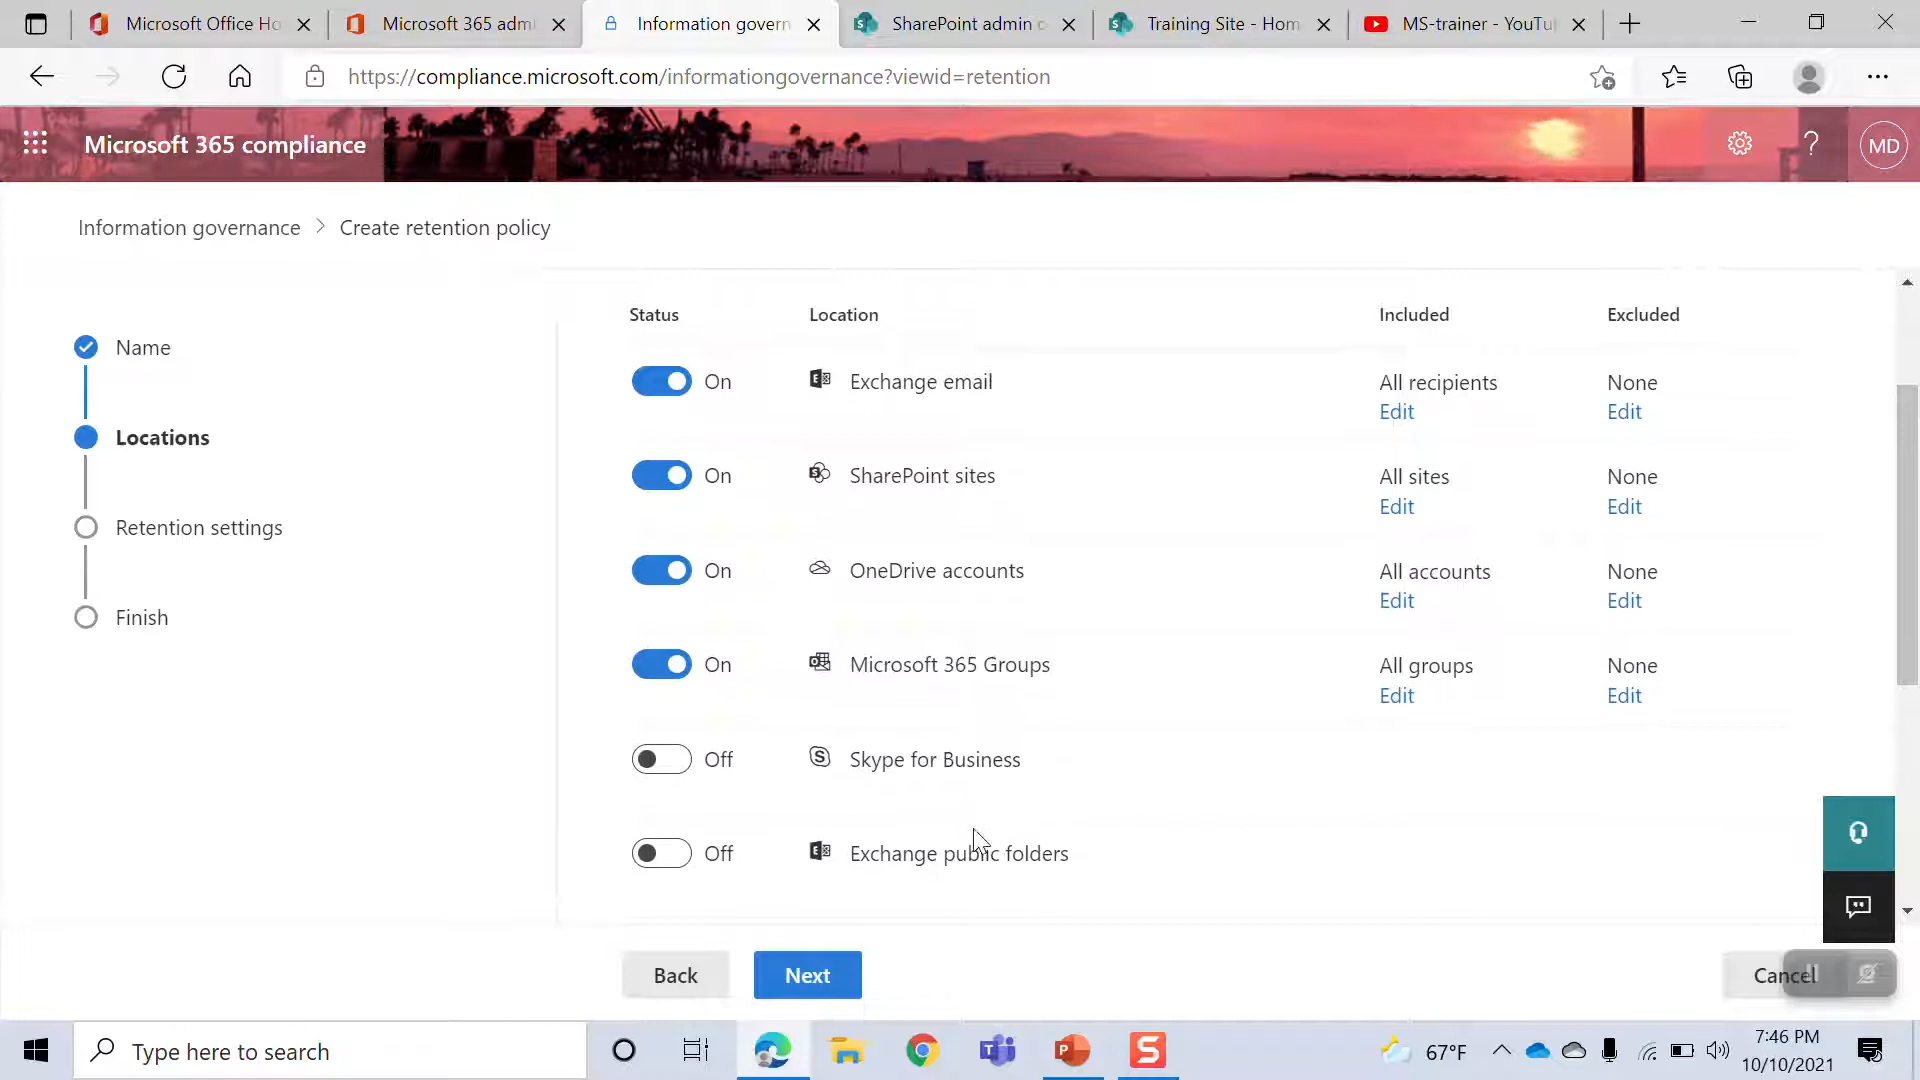 Microsoft Office Ho
Microsoft 365 admi
Information govern
SharePoint admin c
Training Site - Hom
MS-trainer - YouTu
https://compliance.microsoft.com/informationgovernance?viewid=retention
Microsoft 365 compliance
MD
Information governance > Create retention policy
Name
Locations
Retention settings
Finish
Status Location Included Excluded
On Exchange email All recipients None
Edit Edit
On SharePoint sites All sites None
Edit Edit
On OneDrive accounts All accounts None
Edit Edit
On Microsoft 365 Groups All groups None
Edit Edit
Off Skype for Business
Off Exchange public folders
Back Next Cancel
Type here to search
67°F
7:46 PM
10/10/2021